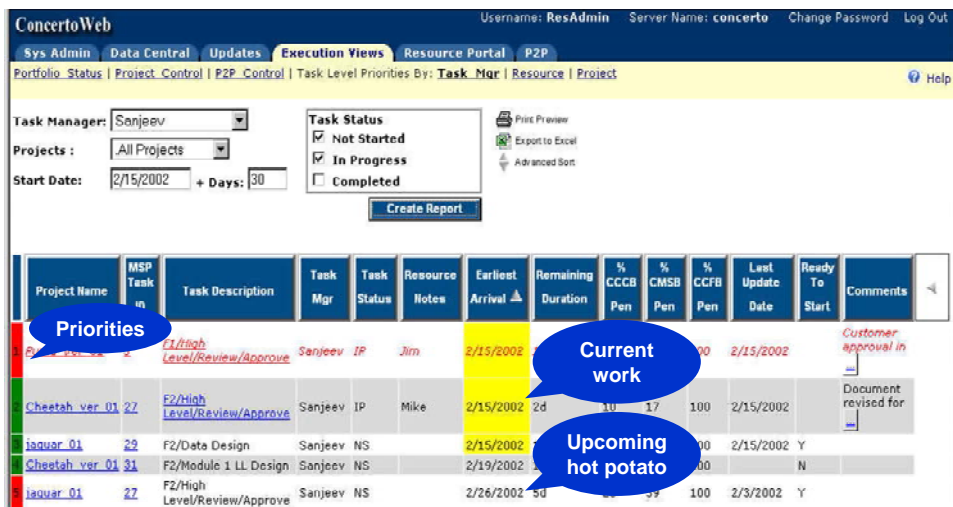 ConcertoWeb
Username: ResAdmin Server Name: concerto Change Password Log Out
Sys Admin Data Central Updates Execution Views Resource Portal P2P
Portfolio Status | Project Control | P2P Control | Task Level Priorities By: Task Mgr | Resource | Project
Help
Task Manager: Sanjeev
Projects : .All Projects
Start Date: 2/15/2002 + Days: 30
Task Status
Not Started
In Progress
Completed
Create Report
Print Preview
Export to Excel
Advanced Sort
Project Name
MSP Task ID
Task Description
Task Mgr
Task Status
Resource Notes
Earliest Arrival
Remaining Duration
% CCCB Pen
% CMSB Pen
% CCFB Pen
Last Update Date
Ready To Start
Comments
Priorities
1 F1/High Level/Review/Approve Sanjeev IP Jim 2/15/2002 2/15/2002 Customer approval in ...
Current work
2 Cheetah ver 01 27 F2/High Level/Review/Approve Sanjeev IP Mike 2/15/2002 2d 10 17 100 2/15/2002 Document revised for ...
3 jaguar 01 29 F2/Data Design Sanjeev NS 2/15/2002 2/15/2002 Y
4 Cheetah ver 01 31 F2/Module 1 LL Design Sanjeev NS 2/19/2002 N
Upcoming hot potato
5 jaguar 01 27 F2/High Level/Review/Approve Sanjeev NS 2/26/2002 5d 39 100 2/3/2002 Y